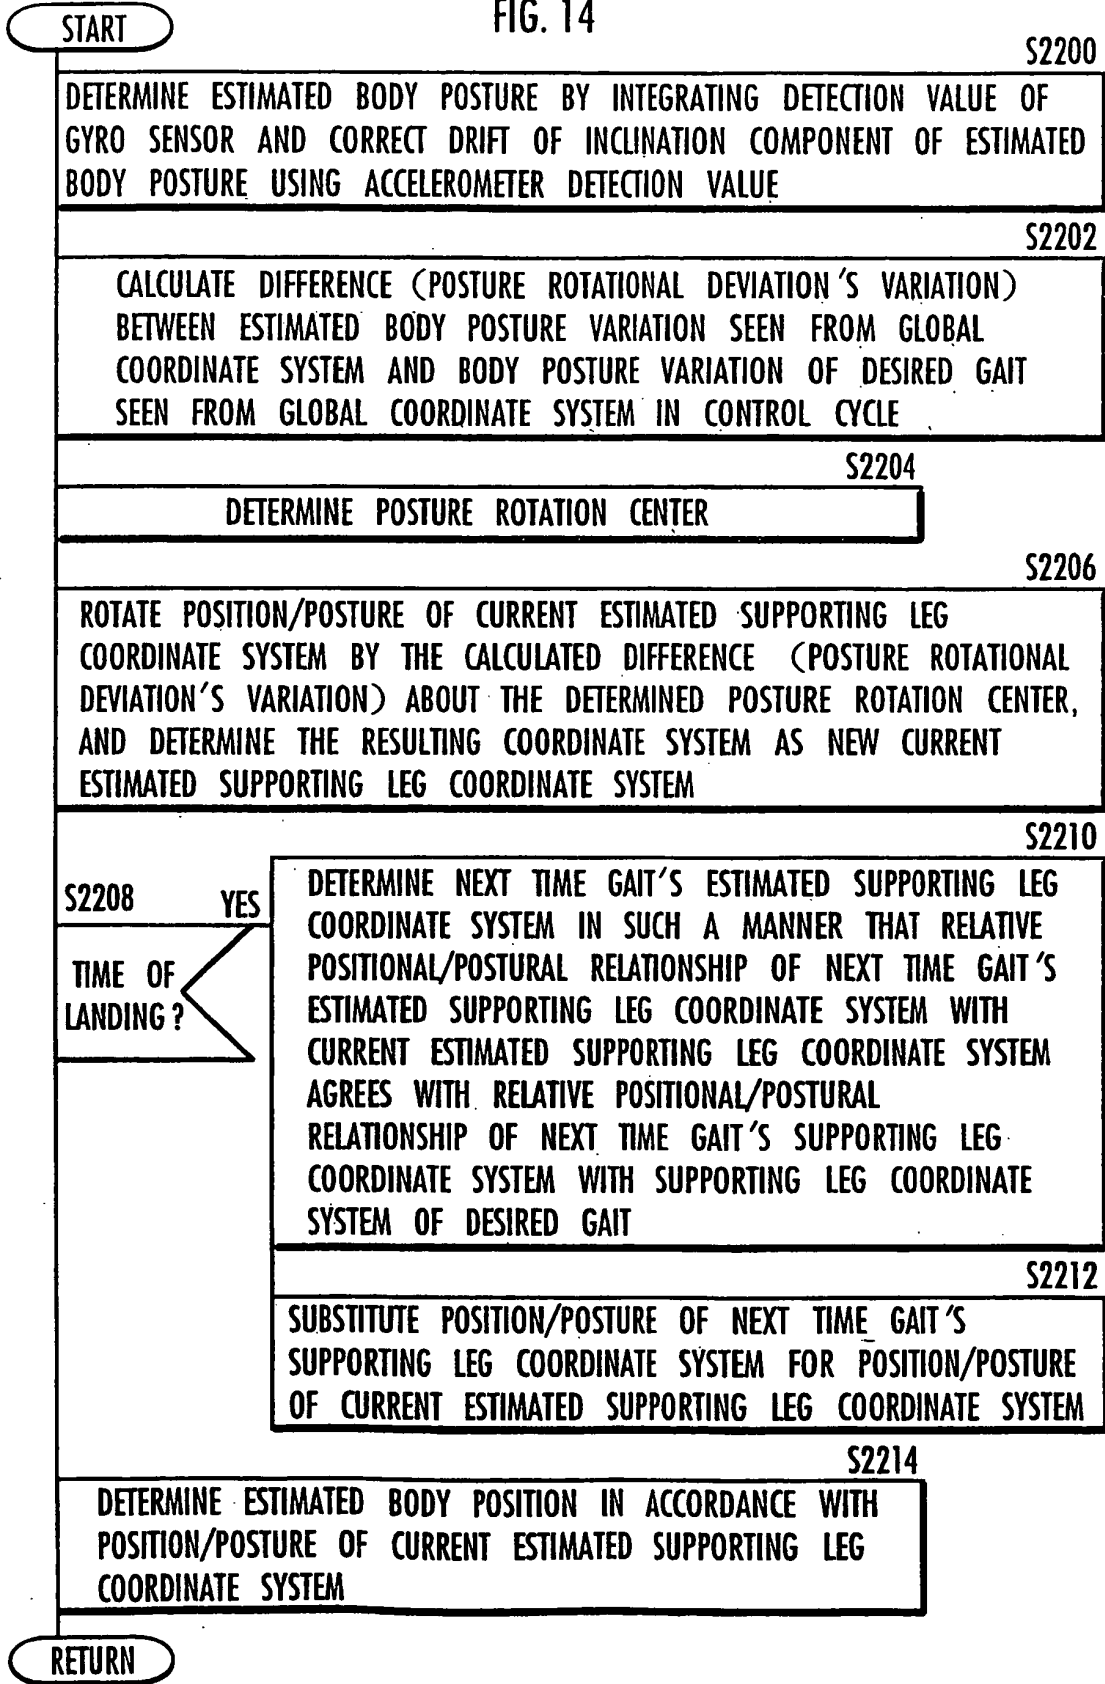 FIG. 14
START
S2200
DETERMINE ESTIMATED BODY POSTURE BY INTEGRATING DETECTION VALUE OF
GYRO SENSOR AND CORRECT DRIFT OF INCLINATION COMPONENT OF ESTIMATED
BODY POSTURE USING ACCELEROMETER DETECTION VALUE
S2202
CALCULATE DIFFERENCE (POSTURE ROTATIONAL DEVIATION'S VARIATION)
BETWEEN ESTIMATED BODY POSTURE VARIATION SEEN FROM GLOBAL
COORDINATE SYSTEM AND BODY POSTURE VARIATION OF DESIRED GAIT
SEEN FROM GLOBAL COORDINATE SYSTEM IN CONTROL CYCLE
S2204
DETERMINE POSTURE ROTATION CENTER
S2206
ROTATE POSITION/POSTURE OF CURRENT ESTIMATED SUPPORTING LEG
COORDINATE SYSTEM BY THE CALCULATED DIFFERENCE (POSTURE ROTATIONAL
DEVIATION'S VARIATION) ABOUT THE DETERMINED POSTURE ROTATION CENTER,
AND DETERMINE THE RESULTING COORDINATE SYSTEM AS NEW CURRENT
ESTIMATED SUPPORTING LEG COORDINATE SYSTEM
S2208
YES
TIME OF
LANDING?
S2210
DETERMINE NEXT TIME GAIT'S ESTIMATED SUPPORTING LEG
COORDINATE SYSTEM IN SUCH A MANNER THAT RELATIVE
POSITIONAL/POSTURAL RELATIONSHIP OF NEXT TIME GAIT'S
ESTIMATED SUPPORTING LEG COORDINATE SYSTEM WITH
CURRENT ESTIMATED SUPPORTING LEG COORDINATE SYSTEM
AGREES WITH RELATIVE POSITIONAL/POSTURAL
RELATIONSHIP OF NEXT TIME GAIT'S SUPPORTING LEG
COORDINATE SYSTEM WITH SUPPORTING LEG COORDINATE
SYSTEM OF DESIRED GAIT
S2212
SUBSTITUTE POSITION/POSTURE OF NEXT TIME GAIT'S
SUPPORTING LEG COORDINATE SYSTEM FOR POSITION/POSTURE
OF CURRENT ESTIMATED SUPPORTING LEG COORDINATE SYSTEM
S2214
DETERMINE ESTIMATED BODY POSITION IN ACCORDANCE WITH
POSITION/POSTURE OF CURRENT ESTIMATED SUPPORTING LEG
COORDINATE SYSTEM
RETURN